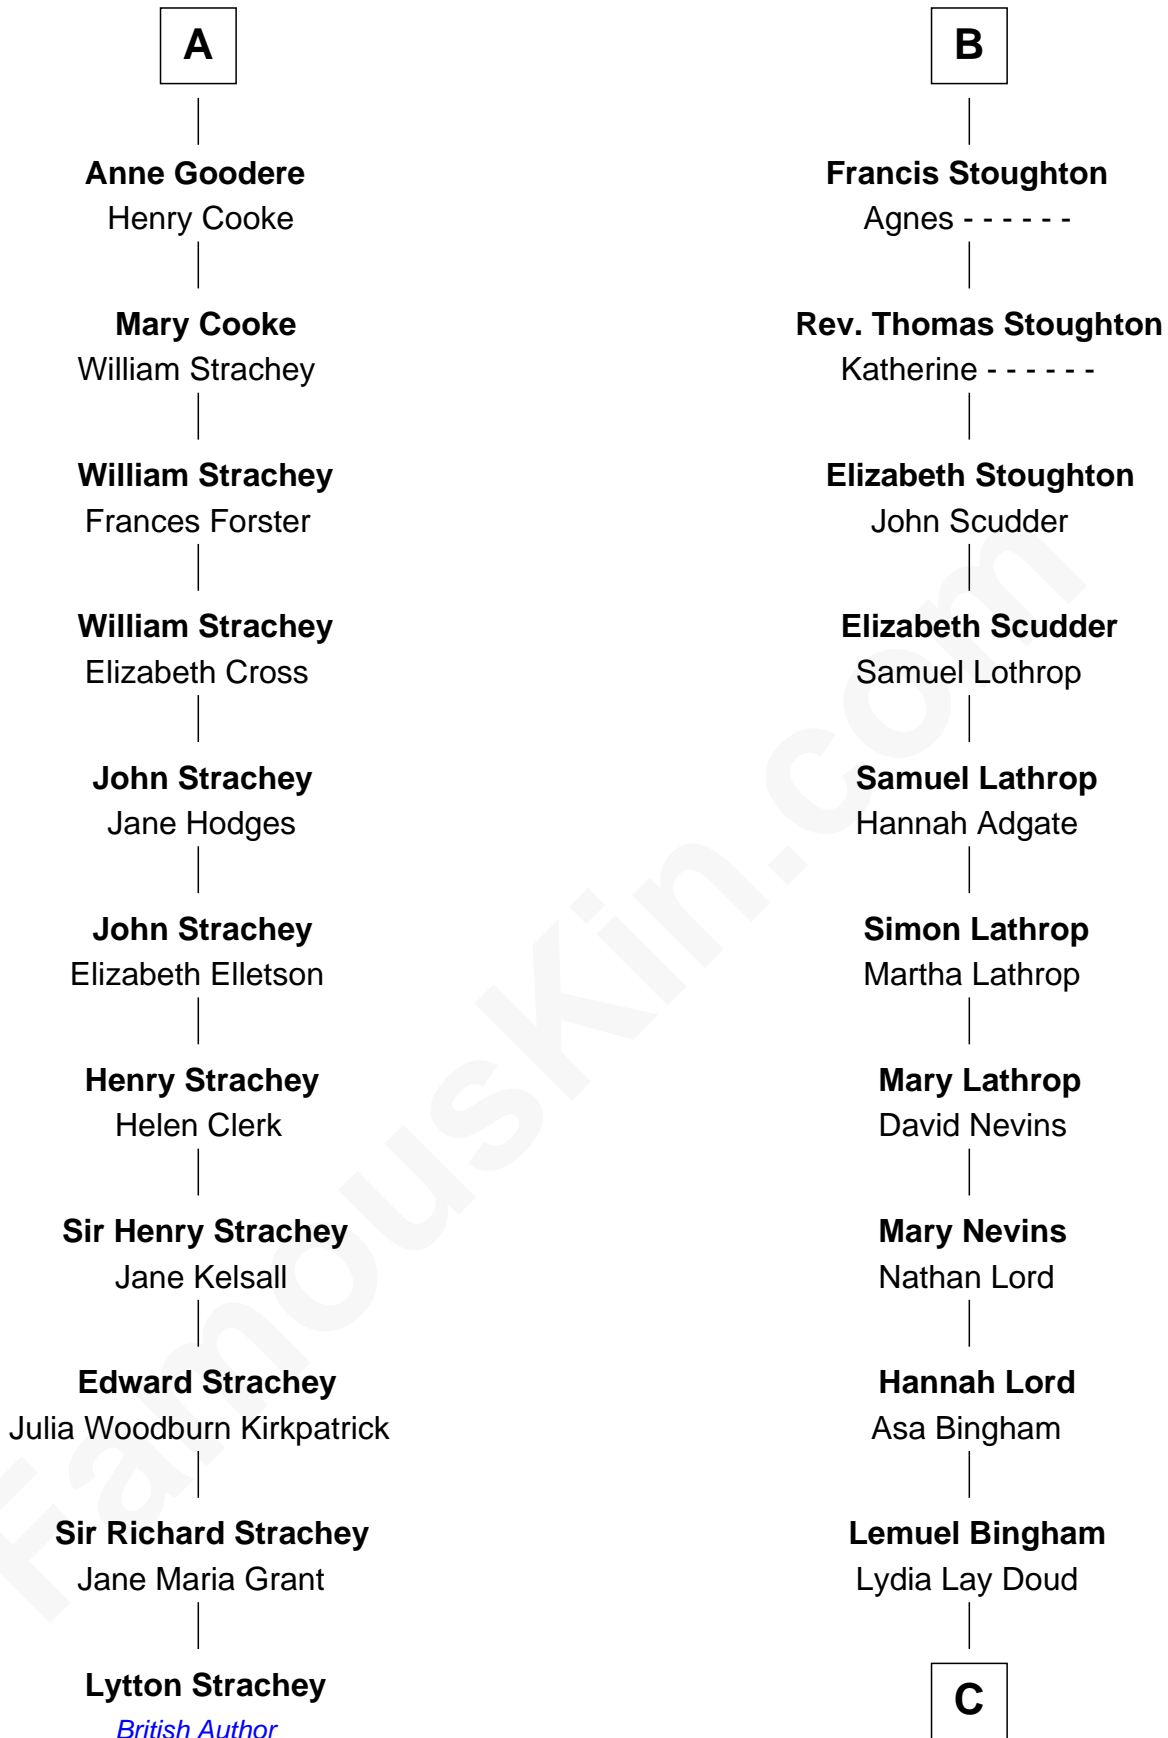 A
Anne Goodere
Henry Cooke
Mary Cooke
William Strachey
William Strachey
Frances Forster
William Strachey
Elizabeth Cross
John Strachey
Jane Hodges
John Strachey
Elizabeth Elletson
Henry Strachey
Helen Clerk
Sir Henry Strachey
Jane Kelsall
Edward Strachey
Julia Woodburn Kirkpatrick
Sir Richard Strachey
Jane Maria Grant
Lytton Strachey
British Author
B
Francis Stoughton
Agnes - - - - - -
Rev. Thomas Stoughton
Katherine - - - - - -
Elizabeth Stoughton
John Scudder
Elizabeth Scudder
Samuel Lothrop
Samuel Lathrop
Hannah Adgate
Simon Lathrop
Martha Lathrop
Mary Lathrop
David Nevins
Mary Nevins
Nathan Lord
Hannah Lord
Asa Bingham
Lemuel Bingham
Lydia Lay Doud
C
FamousKin.com